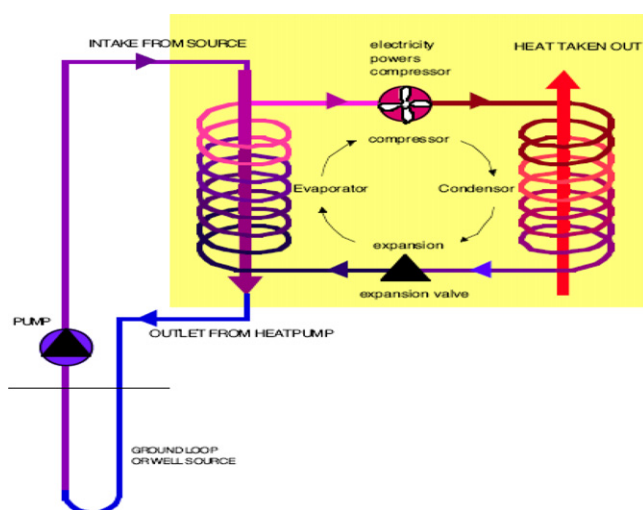 INTAKE FROM SOURCE
electricity
powers
compressor
HEAT TAKEN OUT
compressor
Evaporator
Condensor
expansion
expansion valve
PUMP
OUTLET FROM HEATPUMP
GROUND LOOP
OR WELL SOURCE